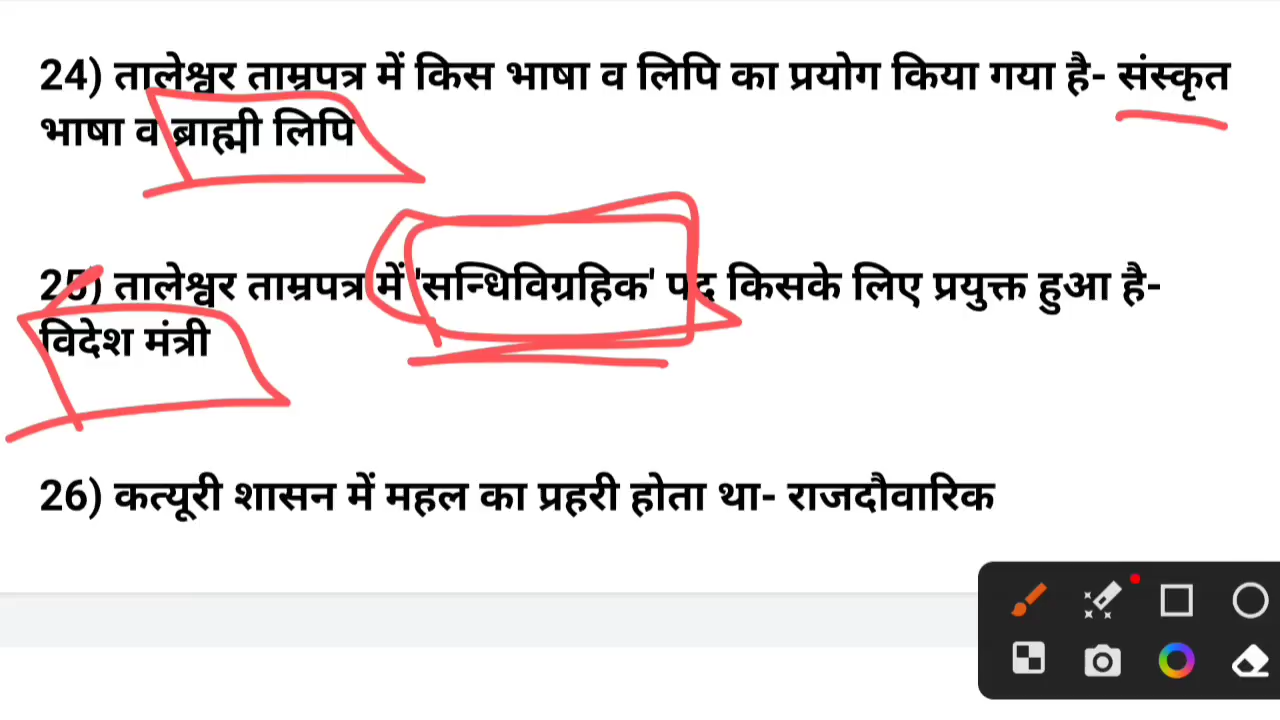 24) तालेश्वर ताम्रपत्र में किस भाषा व लिपि का प्रयोग किया गया है- संस्कृत
भाषा व ब्राह्मी लिपि
25) तालेश्वर ताम्रपत्र में 'सन्धिविग्रहिक' पद किसके लिए प्रयुक्त हुआ है-
विदेश मंत्री
26) कत्यूरी शासन में महल का प्रहरी होता था- राजदौवारिक